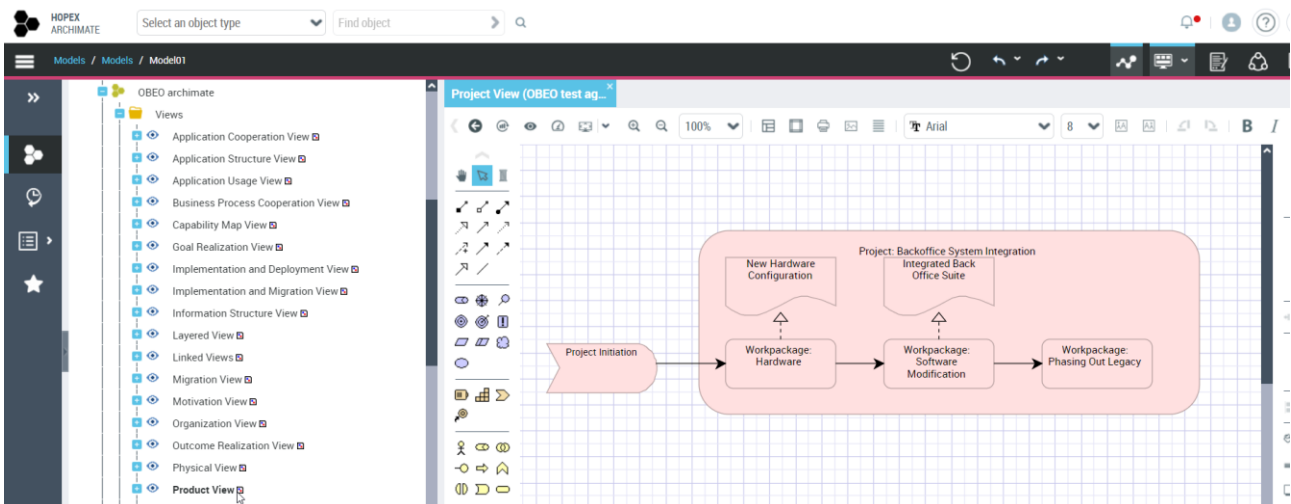 HOPEX
ARCHIMATE
Select an object type
Find object
Models / Models / Model01
OBEO archimate
Views
Application Cooperation View
Application Structure View
Application Usage View
Business Process Cooperation View
Capability Map View
Goal Realization View
Implementation and Deployment View
Implementation and Migration View
Information Structure View
Layered View
Linked Views
Migration View
Motivation View
Organization View
Outcome Realization View
Physical View
Product View
Project View (OBEO test ag...
100%
Arial
8
B I
Project: Backoffice System Integration
New Hardware
Configuration
Integrated Back
Office Suite
Project Initiation
Workpackage:
Hardware
Workpackage:
Software
Modification
Workpackage:
Phasing Out Legacy